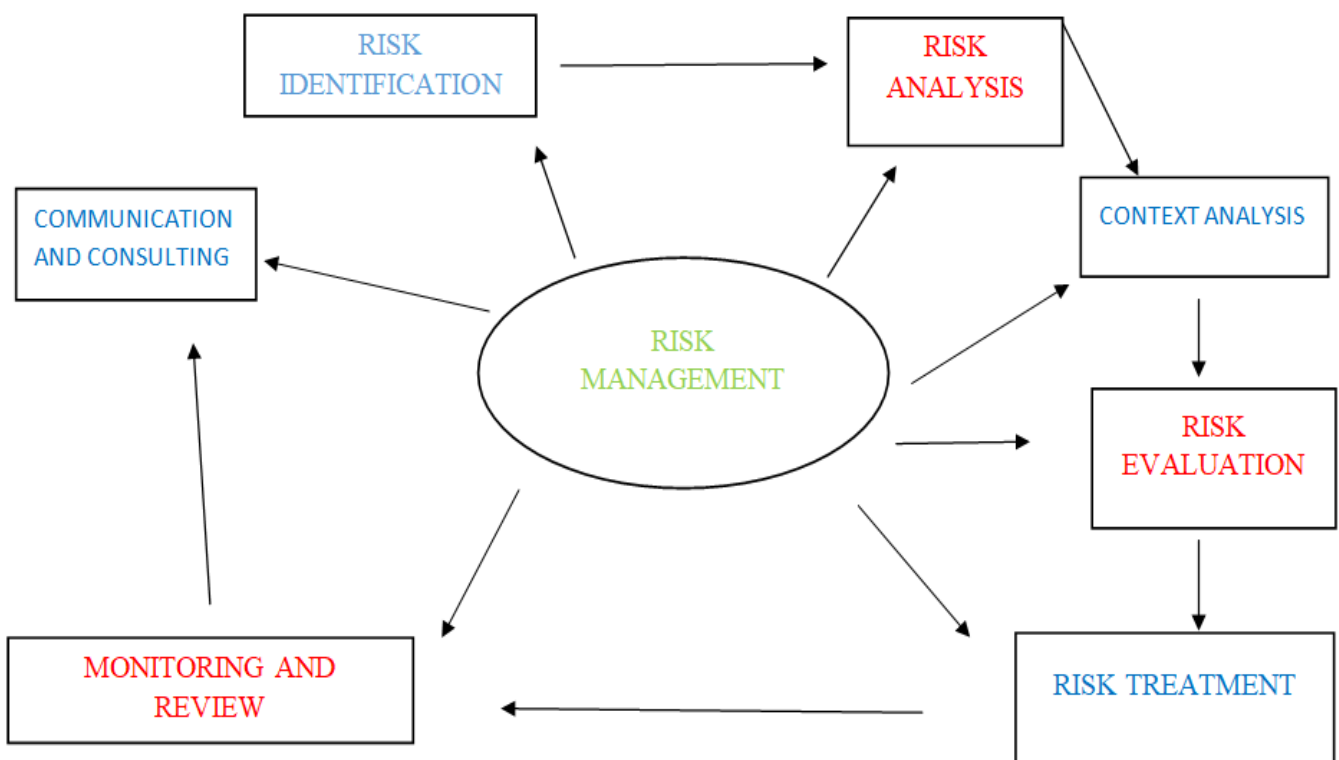 RISK
IDENTIFICATION
RISK
ANALYSIS
COMMUNICATION
AND CONSULTING
CONTEXT ANALYSIS
RISK
MANAGEMENT
RISK
EVALUATION
MONITORING AND
REVIEW
RISK TREATMENT